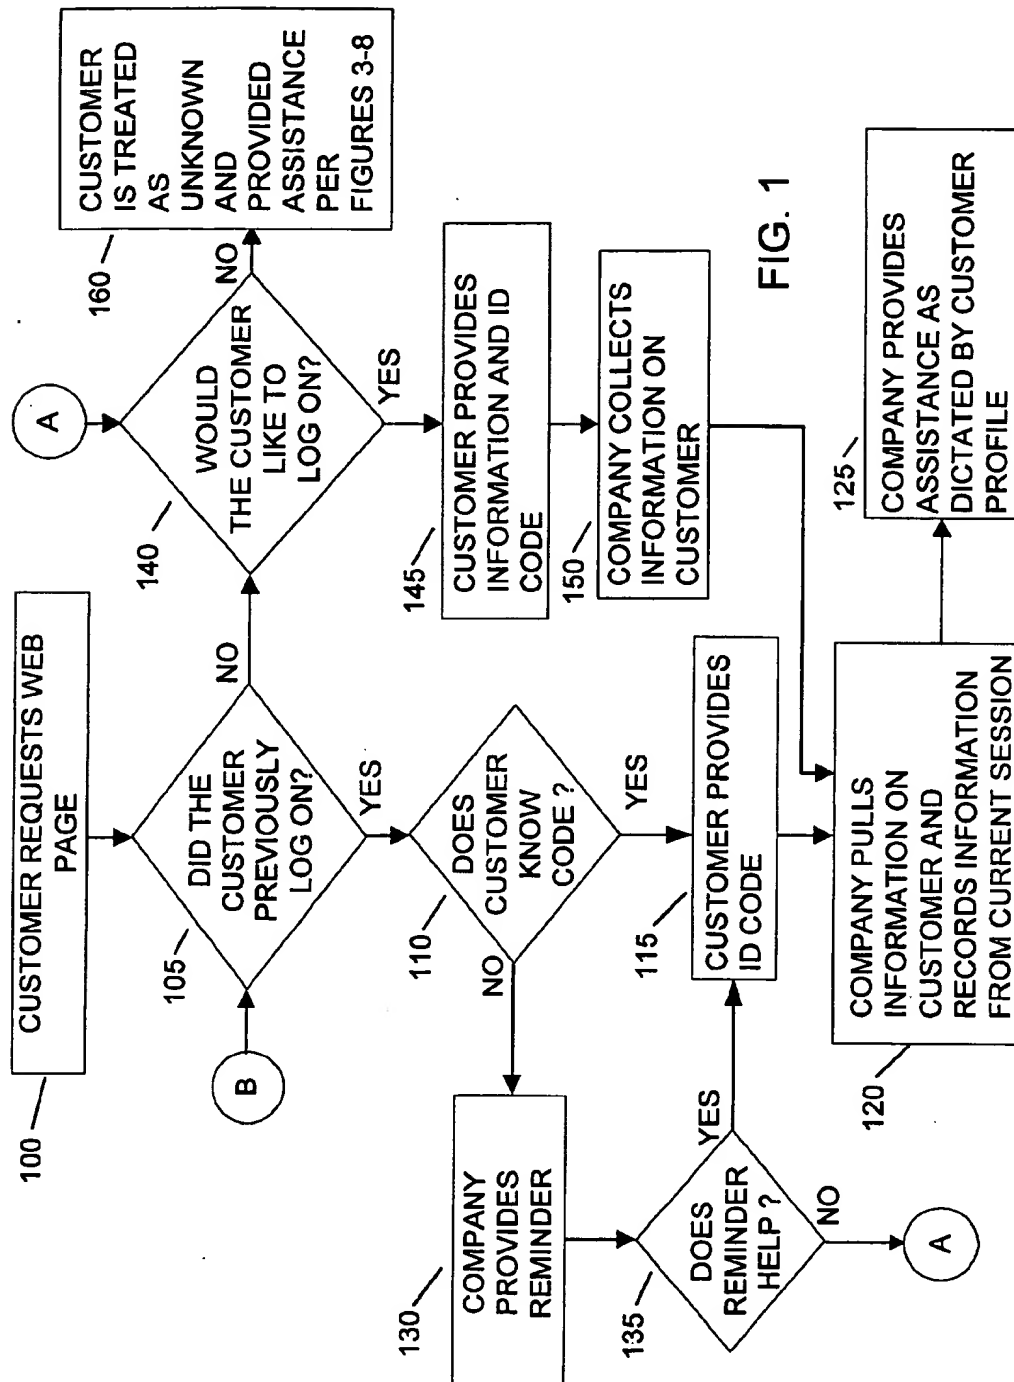 100
CUSTOMER REQUESTS WEB
PAGE
B
105
DID THE
CUSTOMER
PREVIOUSLY
LOG ON?
NO
YES
A
140
WOULD
THE CUSTOMER
LIKE TO
LOG ON?
NO
YES
160
CUSTOMER
IS TREATED
AS
UNKNOWN
AND
PROVIDED
ASSISTANCE
PER
FIGURES 3-8
110
DOES
CUSTOMER
KNOW
CODE ?
NO
YES
145
CUSTOMER PROVIDES
INFORMATION AND ID
CODE
150
COMPANY COLLECTS
INFORMATION ON
CUSTOMER
130
COMPANY
PROVIDES
REMINDER
135
DOES
REMINDER
HELP ?
YES
NO
A
115
CUSTOMER PROVIDES
ID CODE
120
COMPANY PULLS
INFORMATION ON
CUSTOMER AND
RECORDS INFORMATION
FROM CURRENT SESSION
125
COMPANY PROVIDES
ASSISTANCE AS
DICTATED BY CUSTOMER
PROFILE
FIG. 1